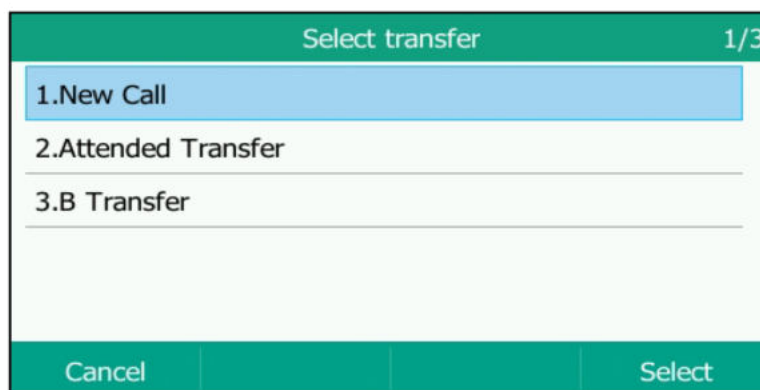 Select transfer 1/3
1.New Call
2.Attended Transfer
3.B Transfer
Cancel Select